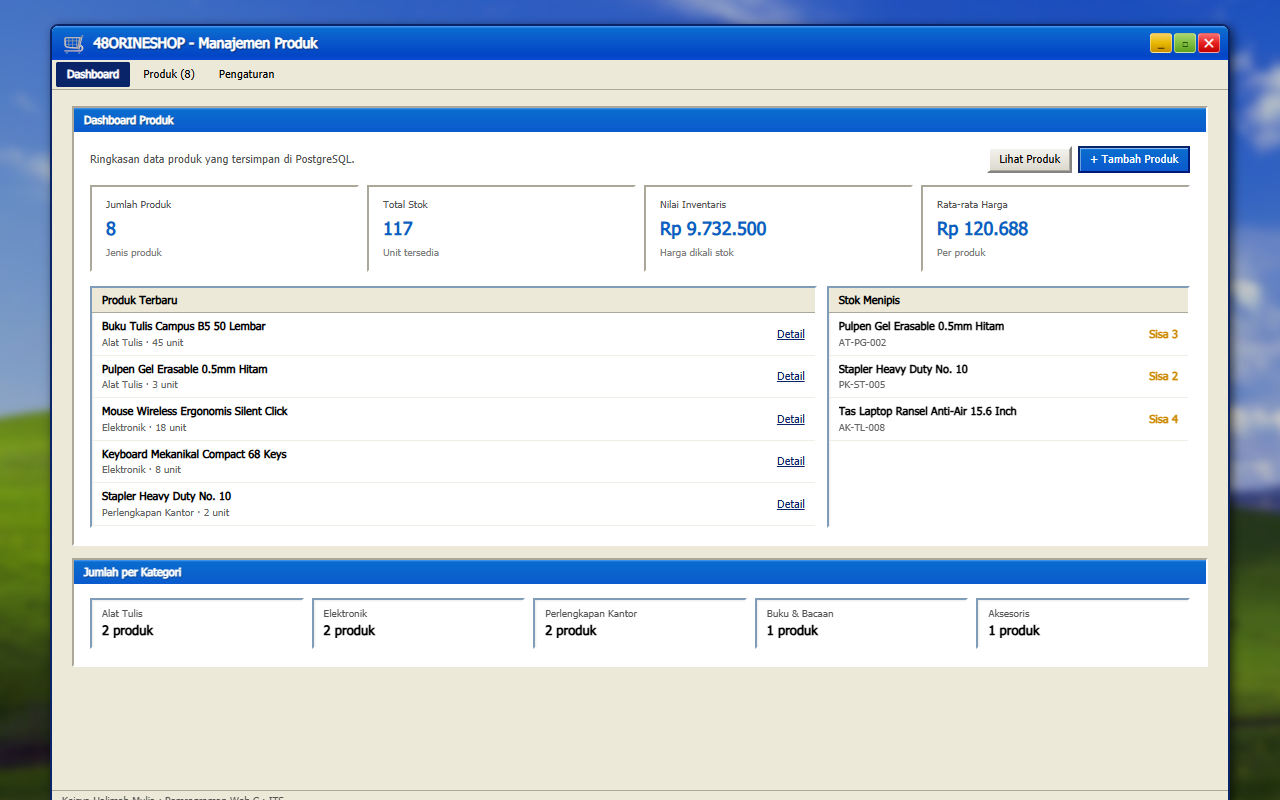 48ORINESHOP - Manajemen Produk
Dashboard
Produk (8)
Pengaturan
Dashboard Produk
Ringkasan data produk yang tersimpan di PostgreSQL.
Lihat Produk
+ Tambah Produk
Jumlah Produk
8
Jenis produk
Total Stok
117
Unit tersedia
Nilai Inventaris
Rp 9.732.500
Harga dikali stok
Rata-rata Harga
Rp 120.688
Per produk
Produk Terbaru
Buku Tulis Campus B5 50 Lembar
Alat Tulis · 45 unit
Detail
Pulpen Gel Erasable 0.5mm Hitam
Alat Tulis · 3 unit
Detail
Mouse Wireless Ergonomis Silent Click
Elektronik · 18 unit
Detail
Keyboard Mekanikal Compact 68 Keys
Elektronik · 8 unit
Detail
Stapler Heavy Duty No. 10
Perlengkapan Kantor · 2 unit
Detail
Stok Menipis
Pulpen Gel Erasable 0.5mm Hitam
AT-PG-002
Sisa 3
Stapler Heavy Duty No. 10
PK-ST-005
Sisa 2
Tas Laptop Ransel Anti-Air 15.6 Inch
AK-TL-008
Sisa 4
Jumlah per Kategori
Alat Tulis
2 produk
Elektronik
2 produk
Perlengkapan Kantor
2 produk
Buku & Bacaan
1 produk
Aksesoris
1 produk